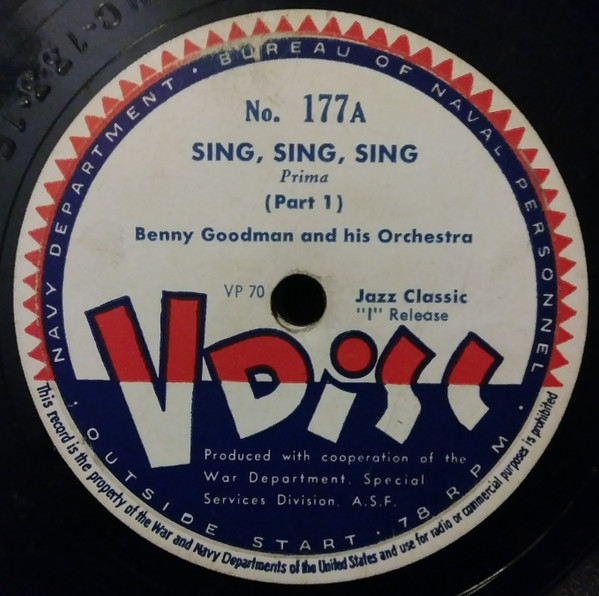 NAVY DEPARTMENT · BUREAU OF NAVAL PERSONNEL
No. 177A
SING, SING, SING
Prima
(Part 1)
Benny Goodman and his Orchestra
VP 70
Jazz Classic
"I" Release
V Disc
Produced with cooperation of the
War Department, Special
Services Division, A.S.F.
· OUTSIDE START · 78 RPM ·
This record is the property of the War and Navy Departments of the United States and use for radio or commercial purposes is prohibited